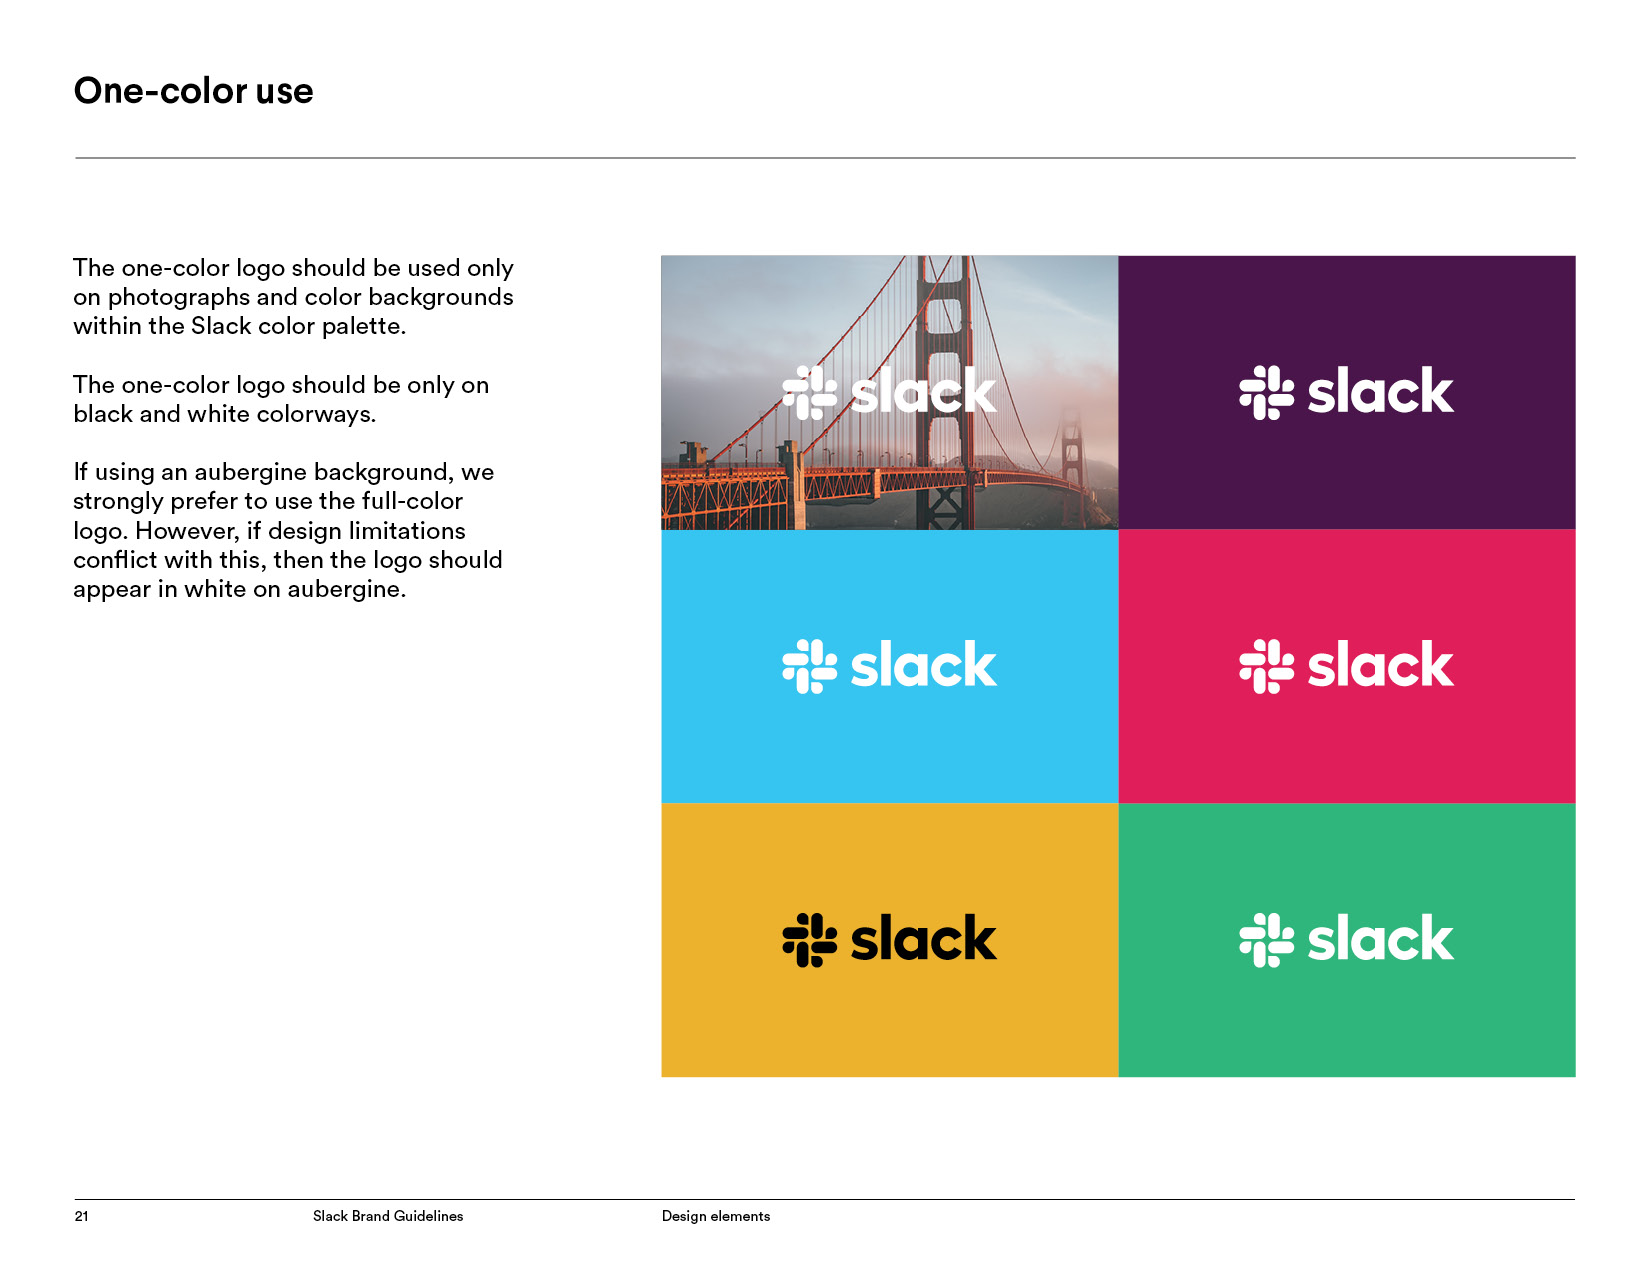 One-color use
The one-color logo should be used only
on photographs and color backgrounds
within the Slack color palette.
The one-color logo should be only on
black and white colorways.
If using an aubergine background, we
strongly prefer to use the full-color
logo. However, if design limitations
conflict with this, then the logo should
appear in white on aubergine.
slack
slack
slack
slack
slack
slack
21
Slack Brand Guidelines
Design elements